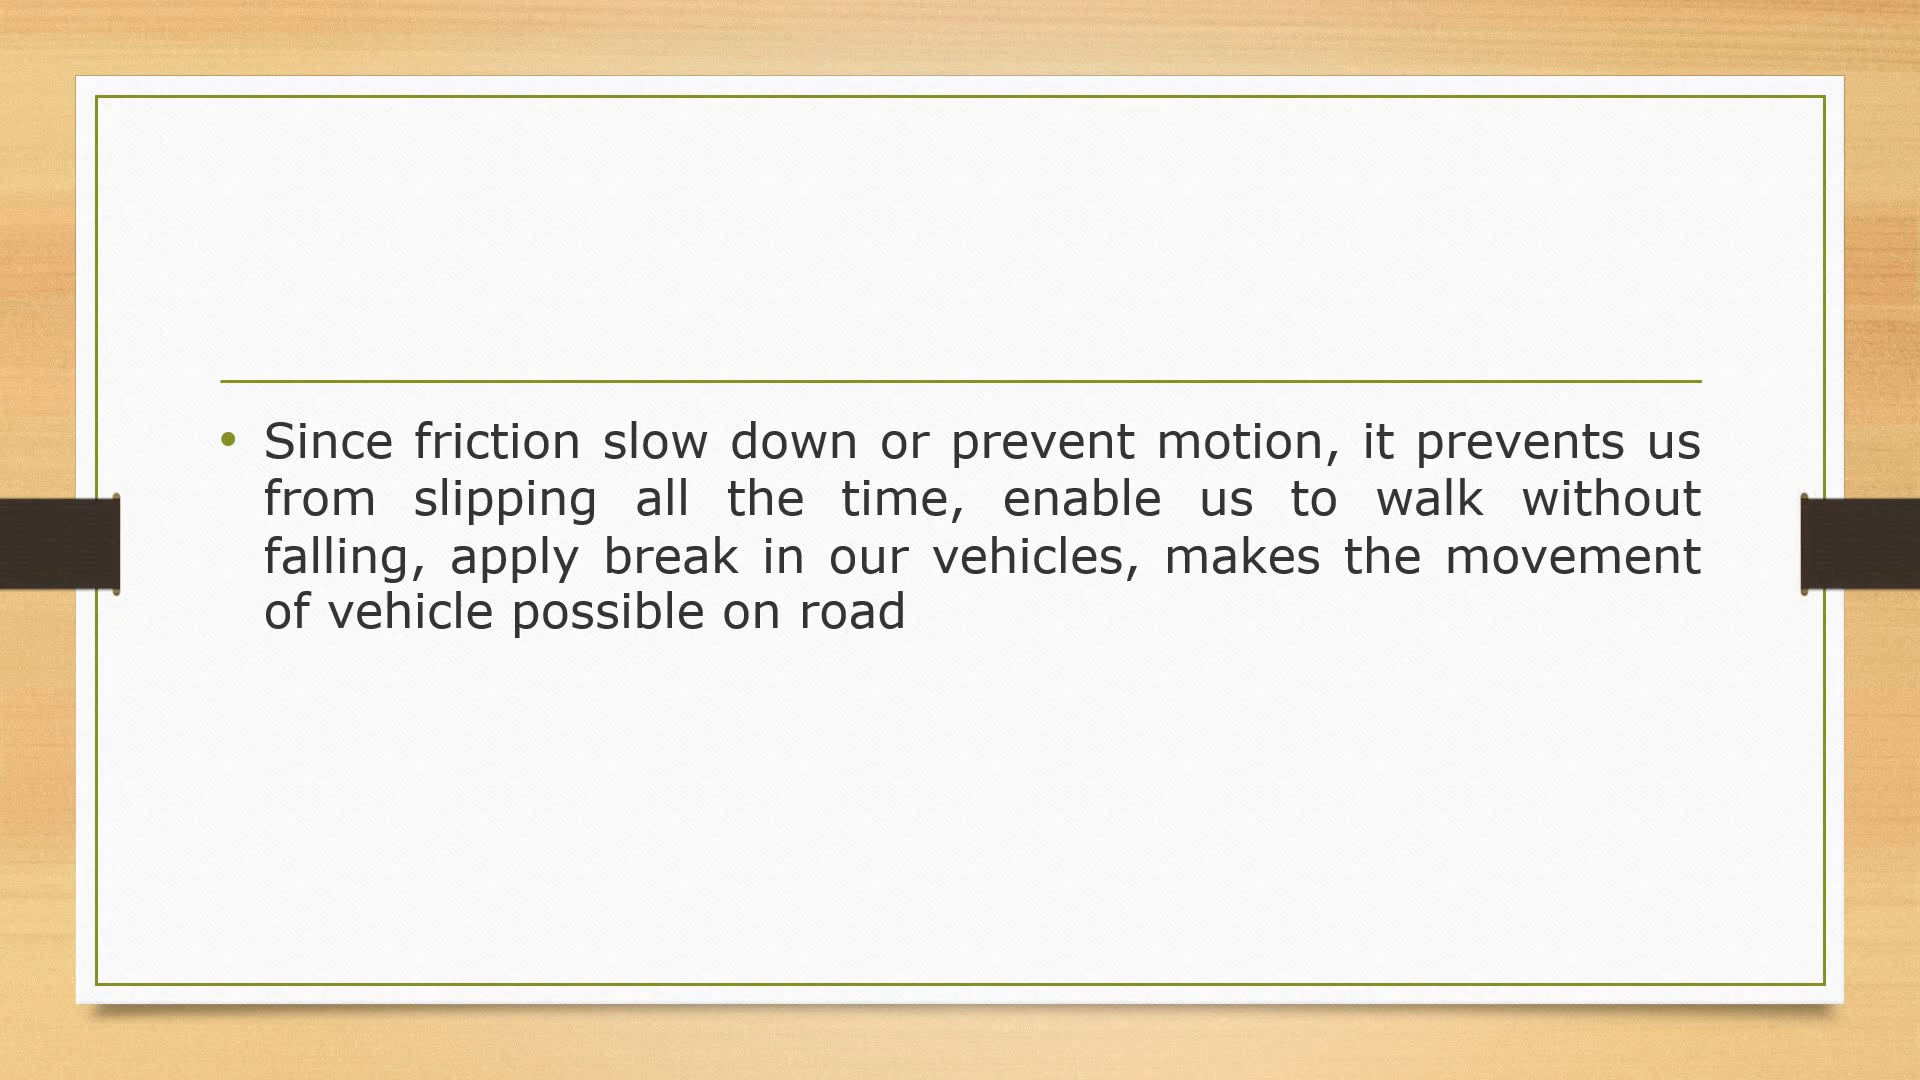 • Since friction slow down or prevent motion, it prevents us
from slipping all the time, enable us to walk without
falling, apply break in our vehicles, makes the movement
of vehicle possible on road